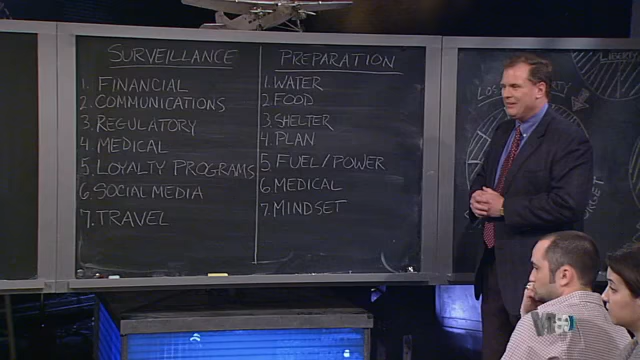 SURVEILLANCE
1. FINANCIAL
2. COMMUNICATIONS
3. REGULATORY
4. MEDICAL
5. LOYALTY PROGRAMS
6. SOCIAL MEDIA
7. TRAVEL
PREPARATION
1. WATER
2. FOOD
3. SHELTER
4. PLAN
5. FUEL/POWER
6. MEDICAL
7. MINDSET